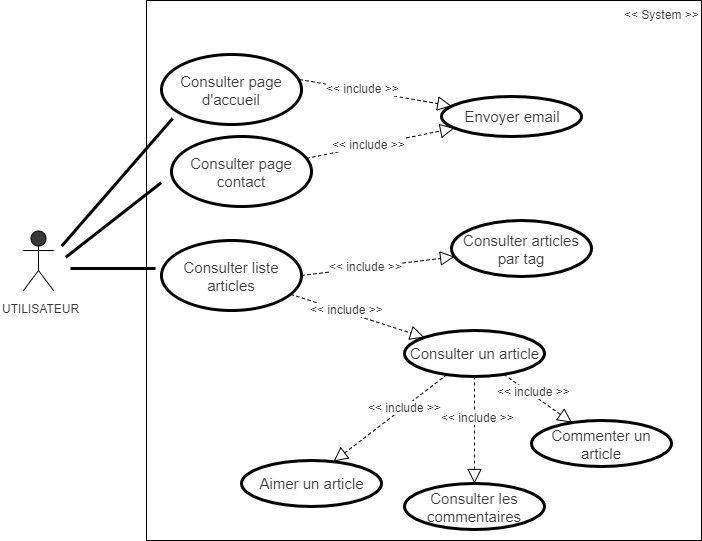 << System >>
Consulter page
d'accueil
<< include >>
Envoyer email
<< include >>
Consulter page
contact
Consulter articles
par tag
<< include >>
Consulter liste
articles
UTILISATEUR
<< include >>
Consulter un article
<< include >>
<< include >>
<< include >>
Commenter un
article
Aimer un article
Consulter les
commentaires